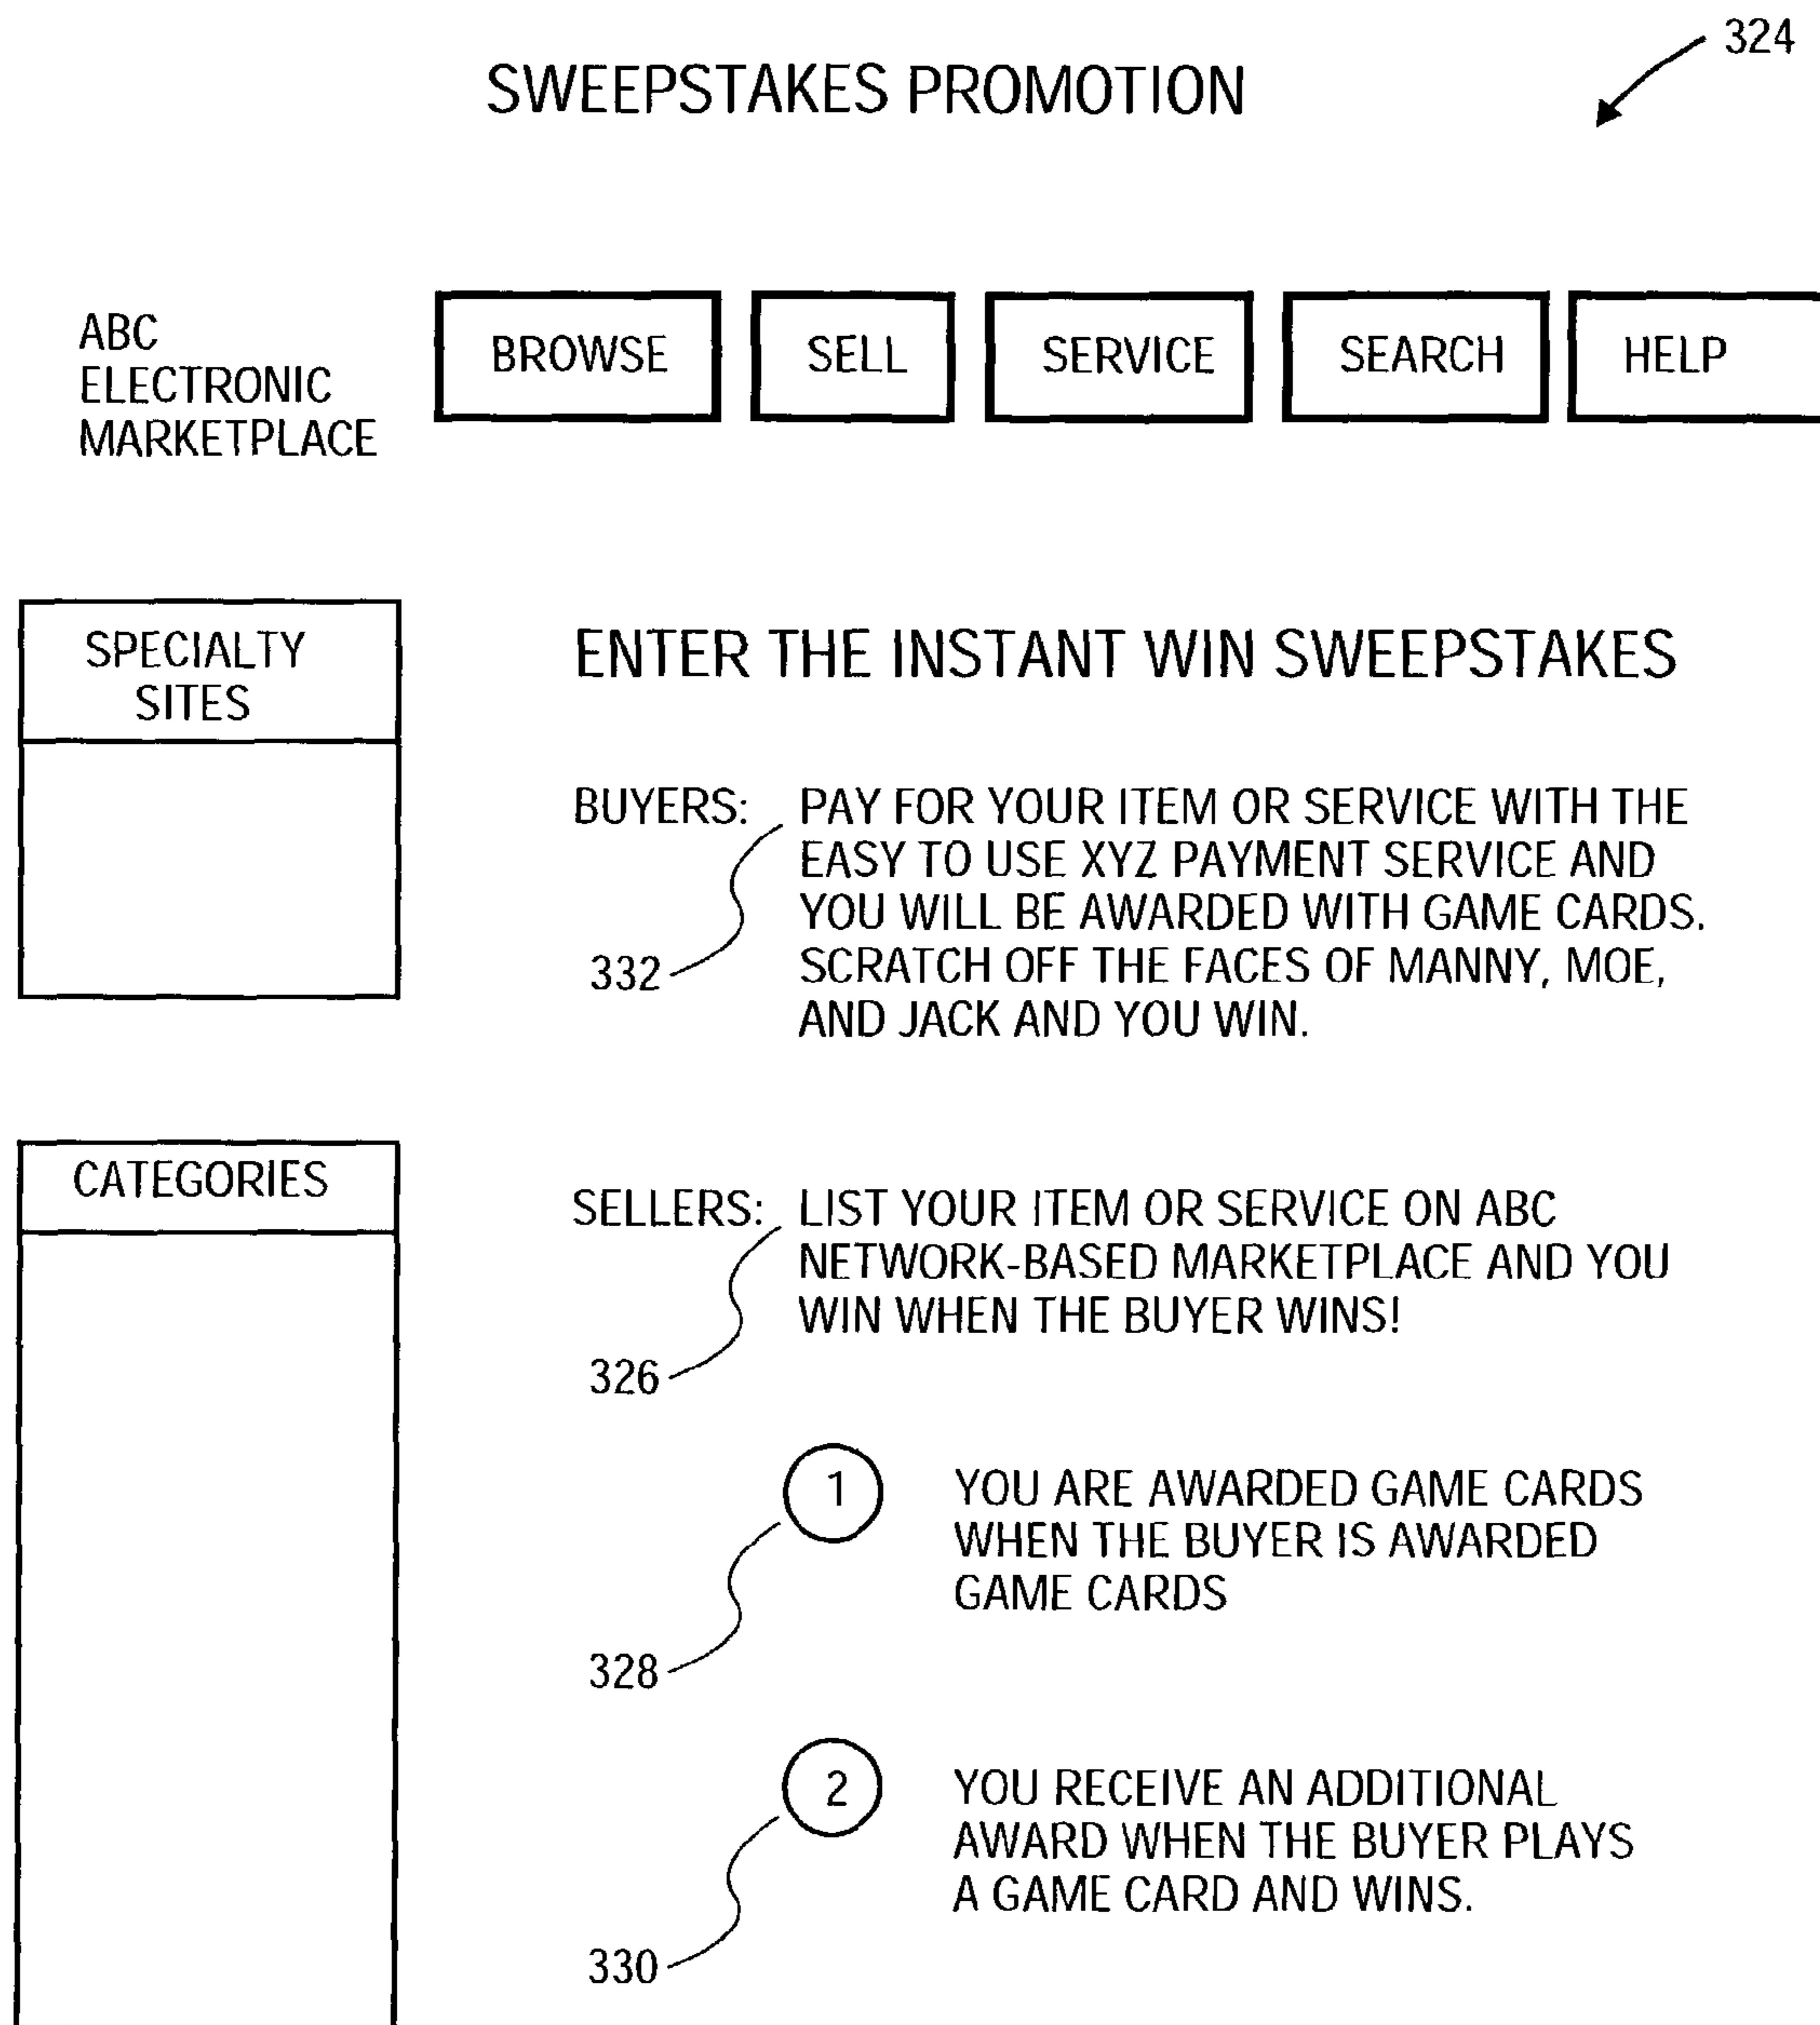 324
SWEEPSTAKES PROMOTION
ABC
ELECTRONIC
MARKETPLACE
BROWSE
SELL
SERVICE
SEARCH
HELP
SPECIALTY
SITES
ENTER THE INSTANT WIN SWEEPSTAKES
BUYERS: PAY FOR YOUR ITEM OR SERVICE WITH THE
EASY TO USE XYZ PAYMENT SERVICE AND
YOU WILL BE AWARDED WITH GAME CARDS.
SCRATCH OFF THE FACES OF MANNY, MOE,
AND JACK AND YOU WIN.
332
CATEGORIES
SELLERS: LIST YOUR ITEM OR SERVICE ON ABC
NETWORK-BASED MARKETPLACE AND YOU
WIN WHEN THE BUYER WINS!
326
1
YOU ARE AWARDED GAME CARDS
WHEN THE BUYER IS AWARDED
GAME CARDS
328
2
YOU RECEIVE AN ADDITIONAL
AWARD WHEN THE BUYER PLAYS
A GAME CARD AND WINS.
330